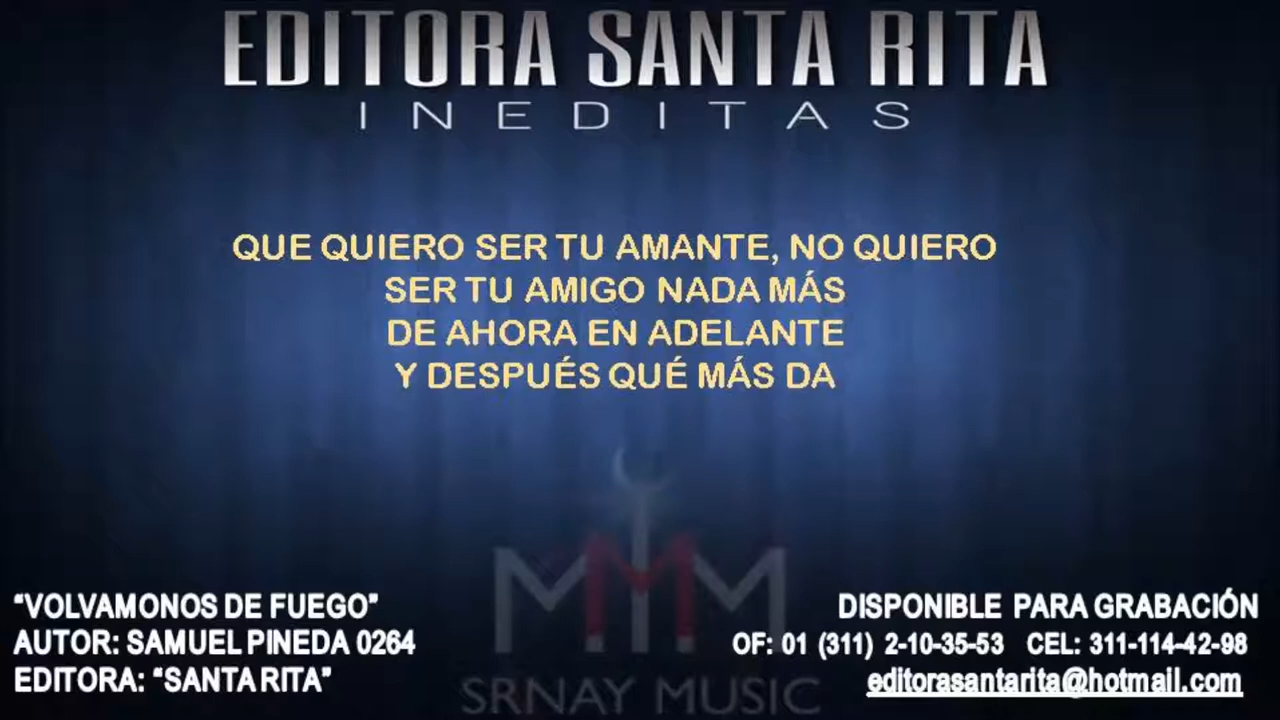 EDITORA SANTA RITA
INEDITAS
QUE QUIERO SER TU AMANTE, NO QUIERO
SER TU AMIGO NADA MÁS
DE AHORA EN ADELANTE
Y DESPUÉS QUÉ MÁS DA
MMM
SRNAY MUSIC
“VOLVAMONOS DE FUEGO”
AUTOR: SAMUEL PINEDA 0264
EDITORA: “SANTA RITA”
DISPONIBLE PARA GRABACIÓN
OF: 01 (311) 2-10-35-53 CEL: 311-114-42-98
editorasantarita@hotmail.com